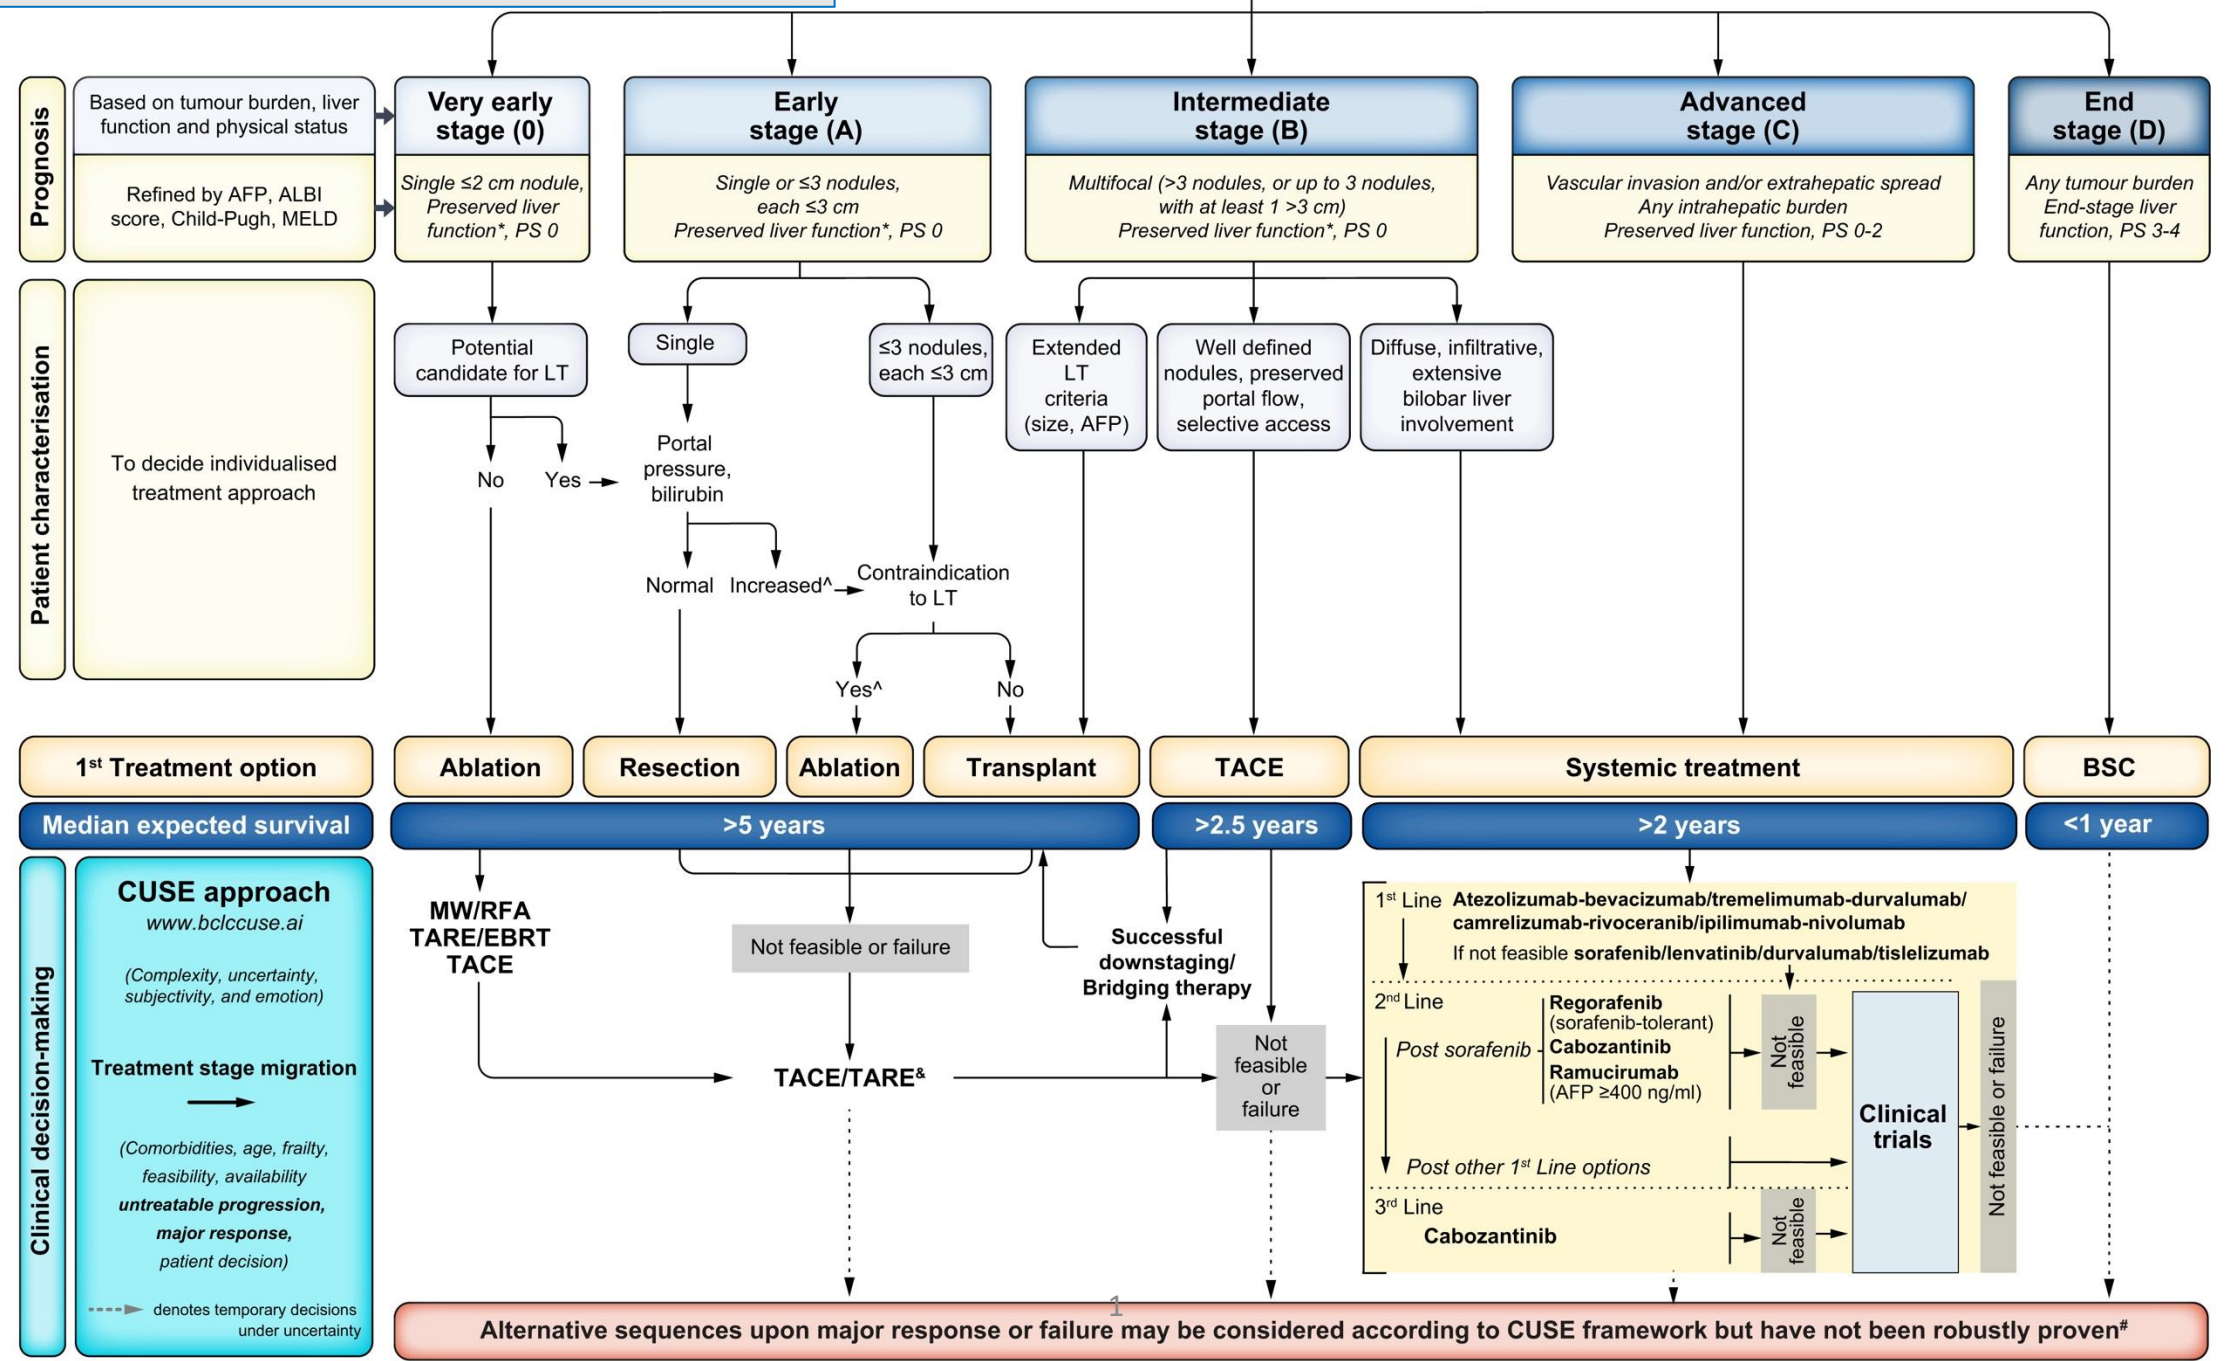 Prognosis
Based on tumour burden, liver
function and physical status
Refined by AFP, ALBI
score, Child-Pugh, MELD
Very early
stage (0)
Single ≤2 cm nodule,
Preserved liver
function*, PS 0
Early
stage (A)
Single or ≤3 nodules,
each ≤3 cm
Preserved liver function*, PS 0
Intermediate
stage (B)
Multifocal (>3 nodules, or up to 3 nodules,
with at least 1 >3 cm)
Preserved liver function*, PS 0
Advanced
stage (C)
Vascular invasion and/or extrahepatic spread
Any intrahepatic burden
Preserved liver function, PS 0-2
End
stage (D)
Any tumour burden
End-stage liver
function, PS 3-4
Patient characterisation
To decide individualised
treatment approach
Potential
candidate for LT
No
Yes
Single
Portal
pressure,
bilirubin
Normal
Increased^
≤3 nodules,
each ≤3 cm
Contraindication
to LT
Yes^
No
Extended
LT
criteria
(size, AFP)
Well defined
nodules, preserved
portal flow,
selective access
Diffuse, infiltrative,
extensive
bilobar liver
involvement
1st Treatment option
Ablation
Resection
Ablation
Transplant
TACE
Systemic treatment
BSC
Median expected survival
>5 years
>2.5 years
>2 years
<1 year
Clinical decision-making
CUSE approach
www.bclccuse.ai
(Complexity, uncertainty,
subjectivity, and emotion)
Treatment stage migration
(Comorbidities, age, frailty,
feasibility, availability
untreatable progression,
major response,
patient decision)
denotes temporary decisions
under uncertainty
MW/RFA
TARE/EBRT
TACE
Not feasible or failure
TACE/TARE&
Successful
downstaging/
Bridging therapy
Not
feasible
or
failure
1st Line Atezolizumab-bevacizumab/tremelimumab-durvalumab/
camrelizumab-rivoceranib/ipilimumab-nivolumab
If not feasible sorafenib/lenvatinib/durvalumab/tislelizumab
2nd Line
Post sorafenib
Regorafenib
(sorafenib-tolerant)
Cabozantinib
Ramucirumab
(AFP ≥400 ng/ml)
Not
feasible
Post other 1st Line options
3rd Line
Cabozantinib
Not
feasible
Clinical
trials
Not feasible or failure
1
Alternative sequences upon major response or failure may be considered according to CUSE framework but have not been robustly proven#